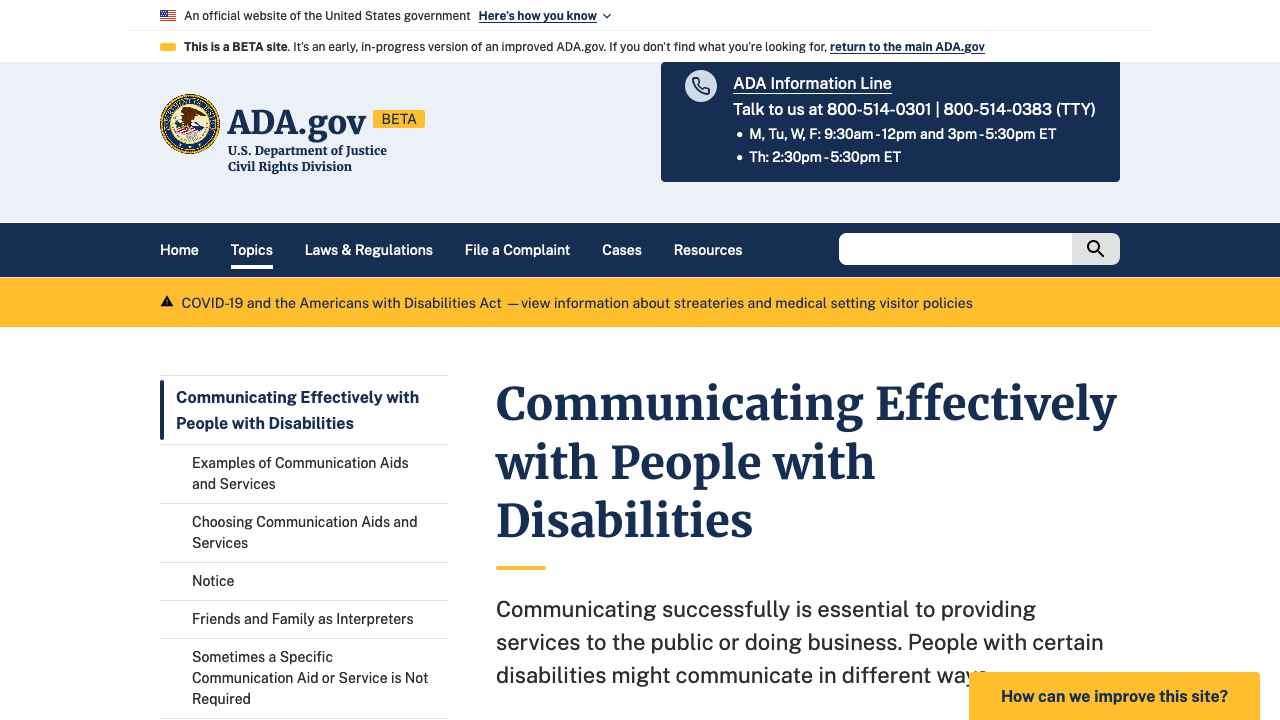 An official website of the United States government Here's how you know
This is a BETA site. It's an early, in-progress version of an improved ADA.gov. If you don't find what you're looking for, return to the main ADA.gov
ADA.gov BETA
U.S. Department of Justice
Civil Rights Division
ADA Information Line
Talk to us at 800-514-0301 | 800-514-0383 (TTY)
• M, Tu, W, F: 9:30am - 12pm and 3pm - 5:30pm ET
• Th: 2:30pm - 5:30pm ET
Home Topics Laws & Regulations File a Complaint Cases Resources
COVID-19 and the Americans with Disabilities Act — view information about streateries and medical setting visitor policies
Communicating Effectively with
People with Disabilities
Examples of Communication Aids
and Services
Choosing Communication Aids and
Services
Notice
Friends and Family as Interpreters
Sometimes a Specific
Communication Aid or Service is Not
Required
Communicating Effectively
with People with
Disabilities
Communicating successfully is essential to providing
services to the public or doing business. People with certain
disabilities might communicate in different ways.
How can we improve this site?